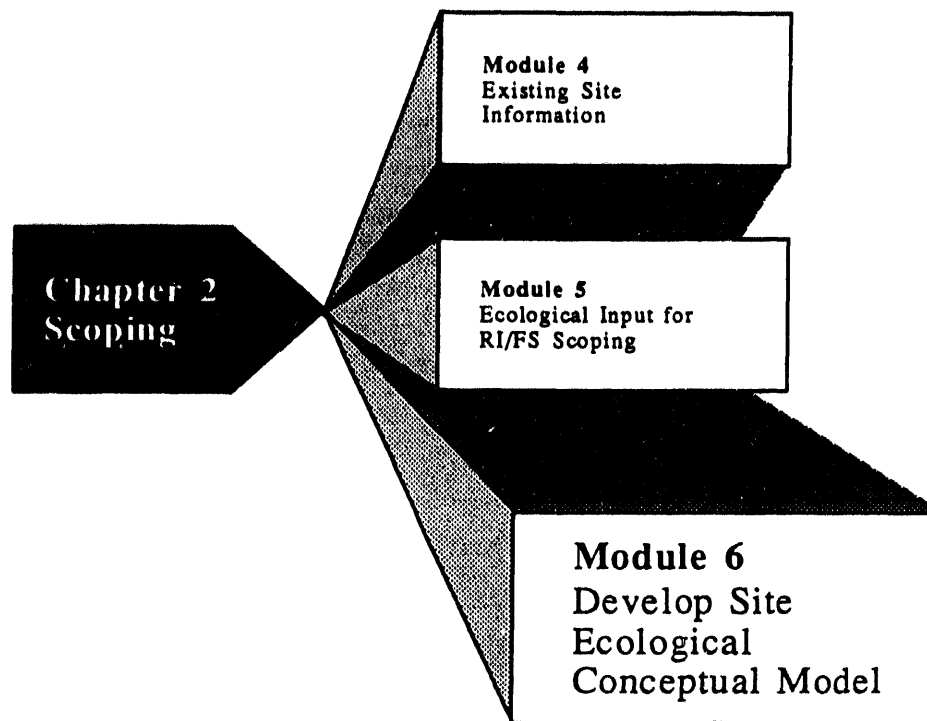 Chapter 2
Scoping
Module 4
Existing Site
Information
Module 5
Ecological Input for
RI/FS Scoping
Module 6
Develop Site
Ecological
Conceptual Model